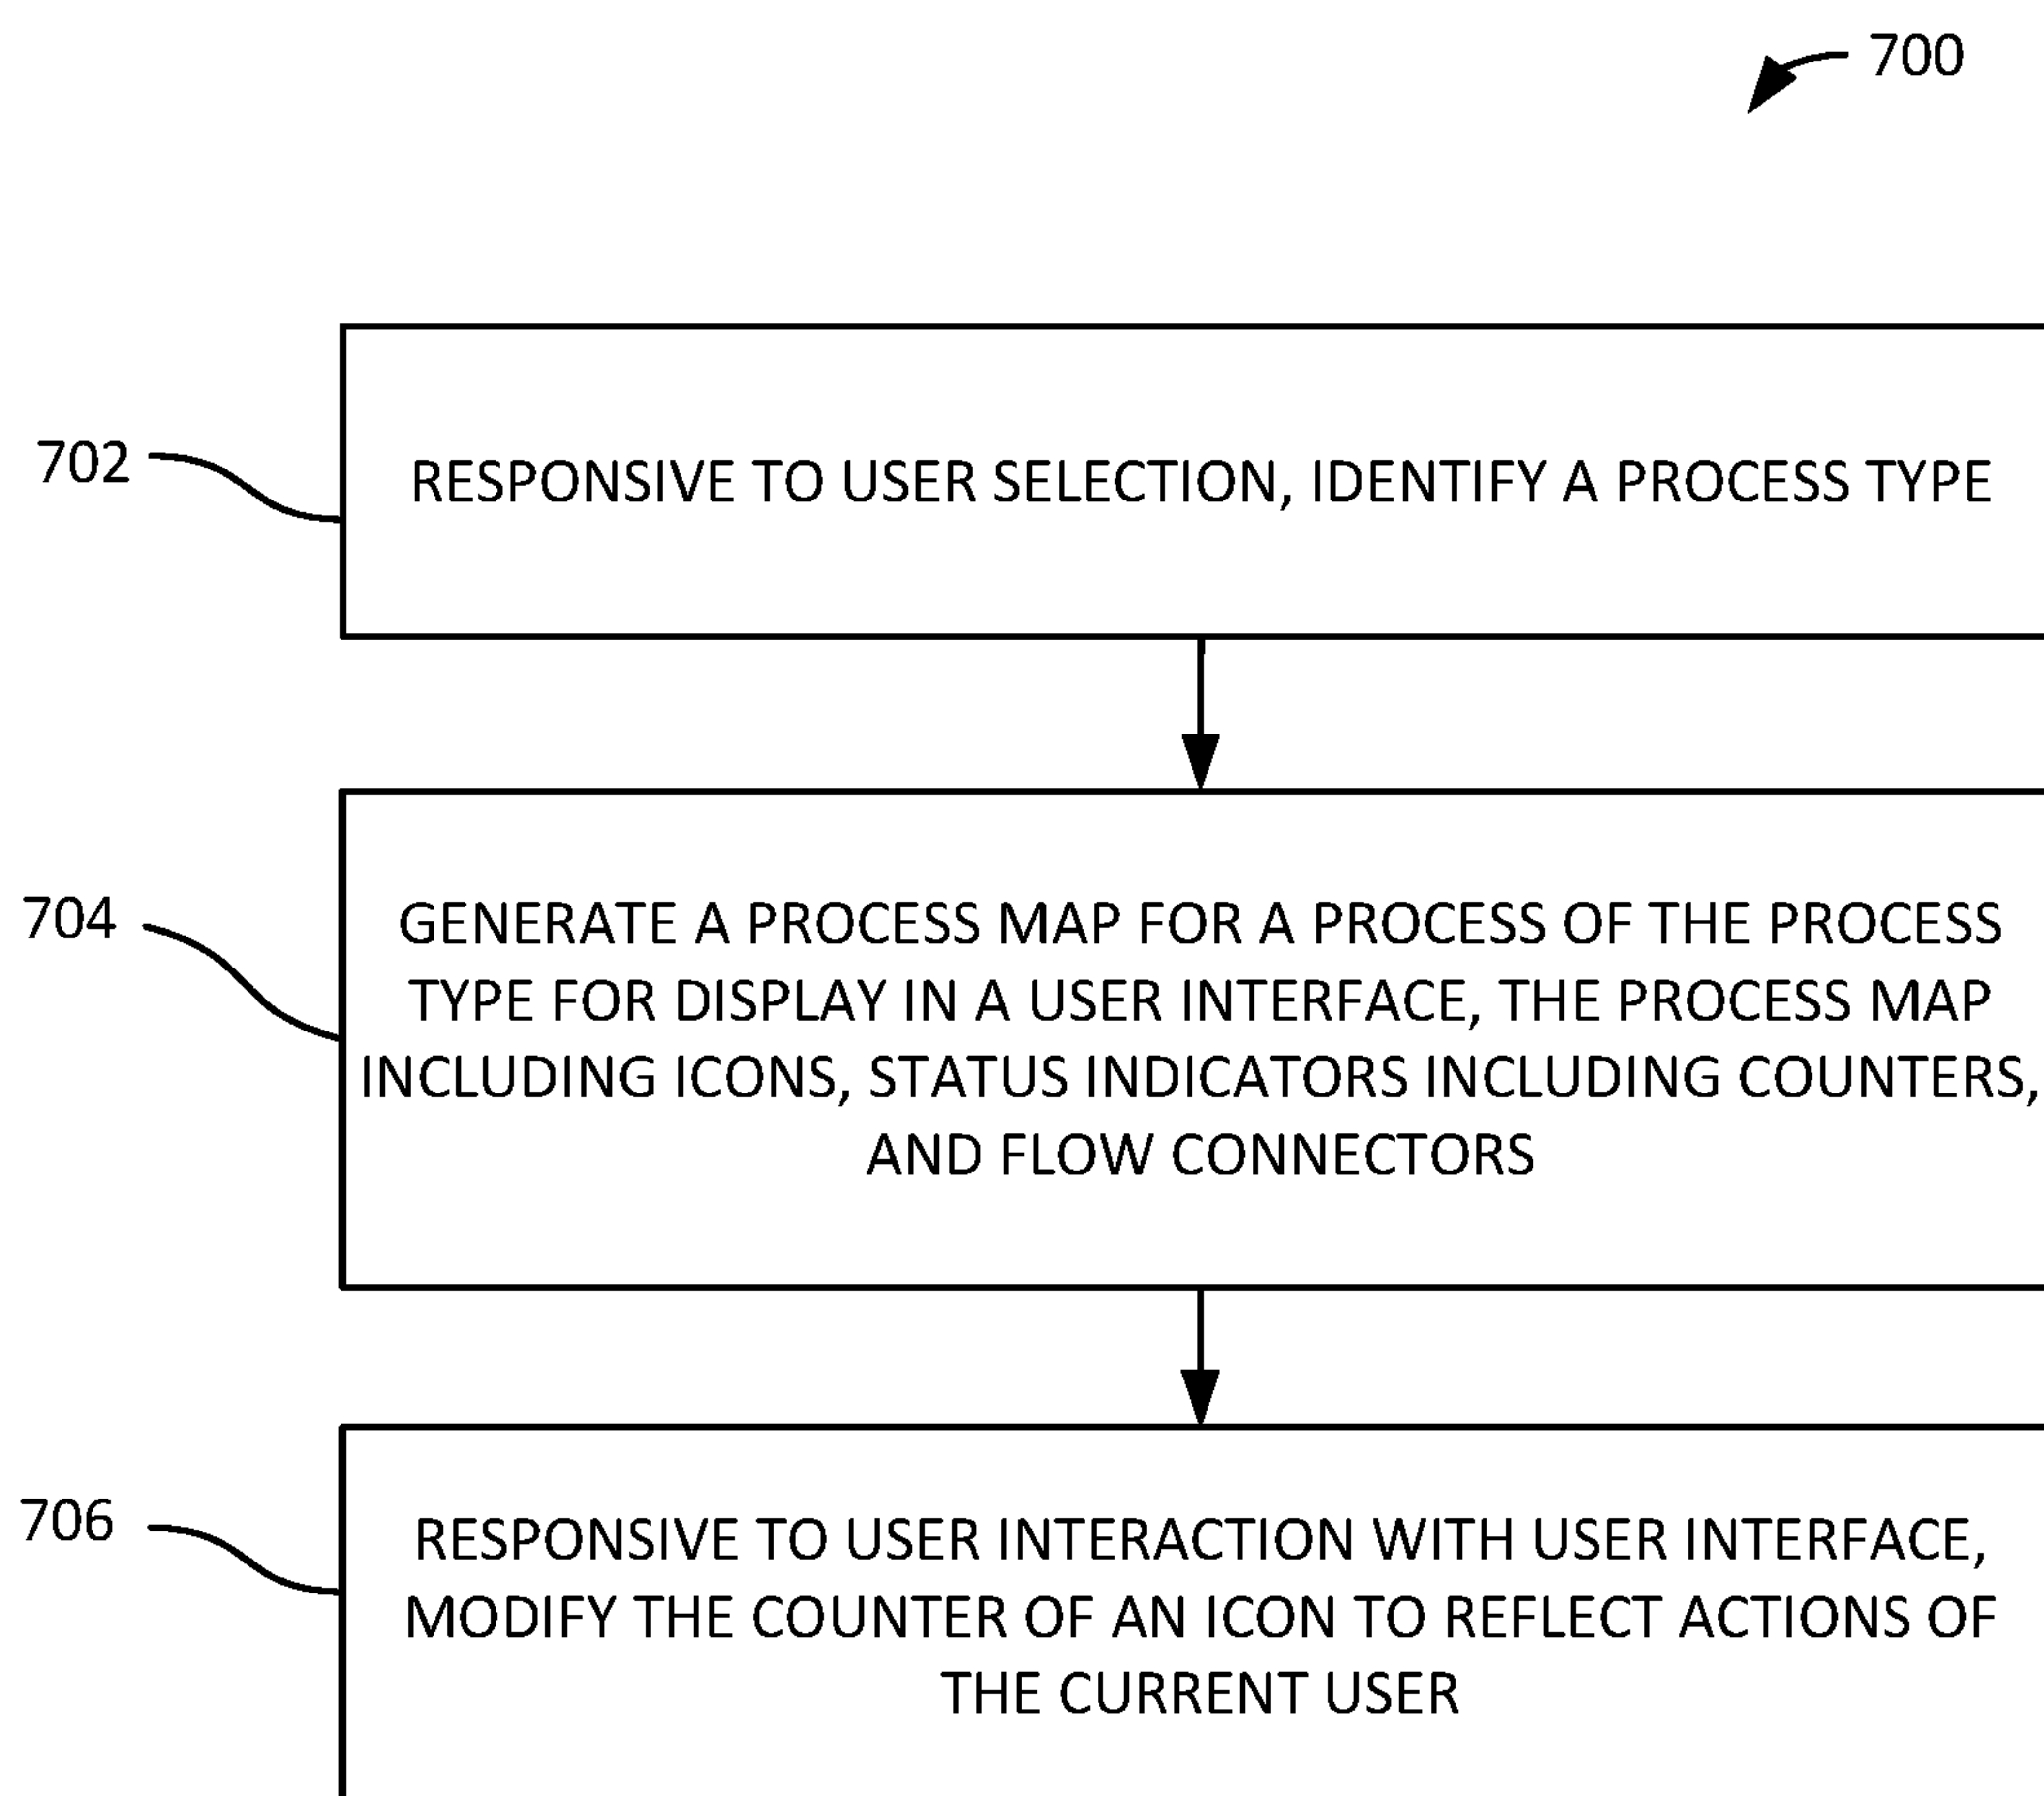 700
702
RESPONSIVE TO USER SELECTION, IDENTIFY A PROCESS TYPE
704
GENERATE A PROCESS MAP FOR A PROCESS OF THE PROCESS
TYPE FOR DISPLAY IN A USER INTERFACE, THE PROCESS MAP
INCLUDING ICONS, STATUS INDICATORS INCLUDING COUNTERS,
AND FLOW CONNECTORS
706
RESPONSIVE TO USER INTERACTION WITH USER INTERFACE,
MODIFY THE COUNTER OF AN ICON TO REFLECT ACTIONS OF
THE CURRENT USER